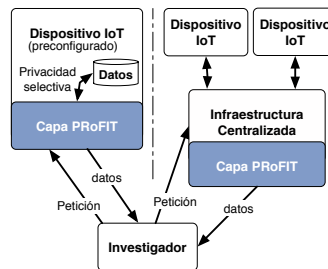 Dispositivo IoT
(preconfigurado)
Privacidad
selectiva
Datos
Capa PRoFIT
Dispositivo
IoT
Dispositivo
IoT
Infraestructura
Centralizada
Capa PRoFIT
datos
Petición
Petición
datos
Investigador